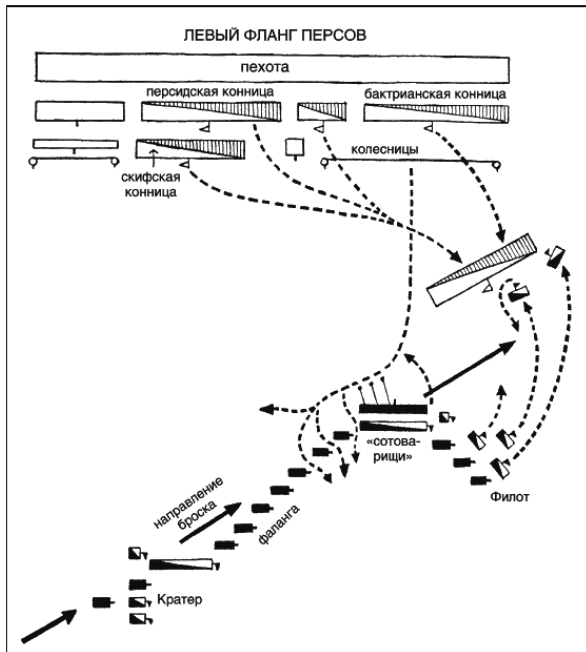 ЛЕВЫЙ ФЛАНГ ПЕРСОВ
пехота
персидская конница
бактрианская конница
колесницы
скифская
конница
«сотова-
рищи»
Филот
направление
броска
фаланга
Кратер